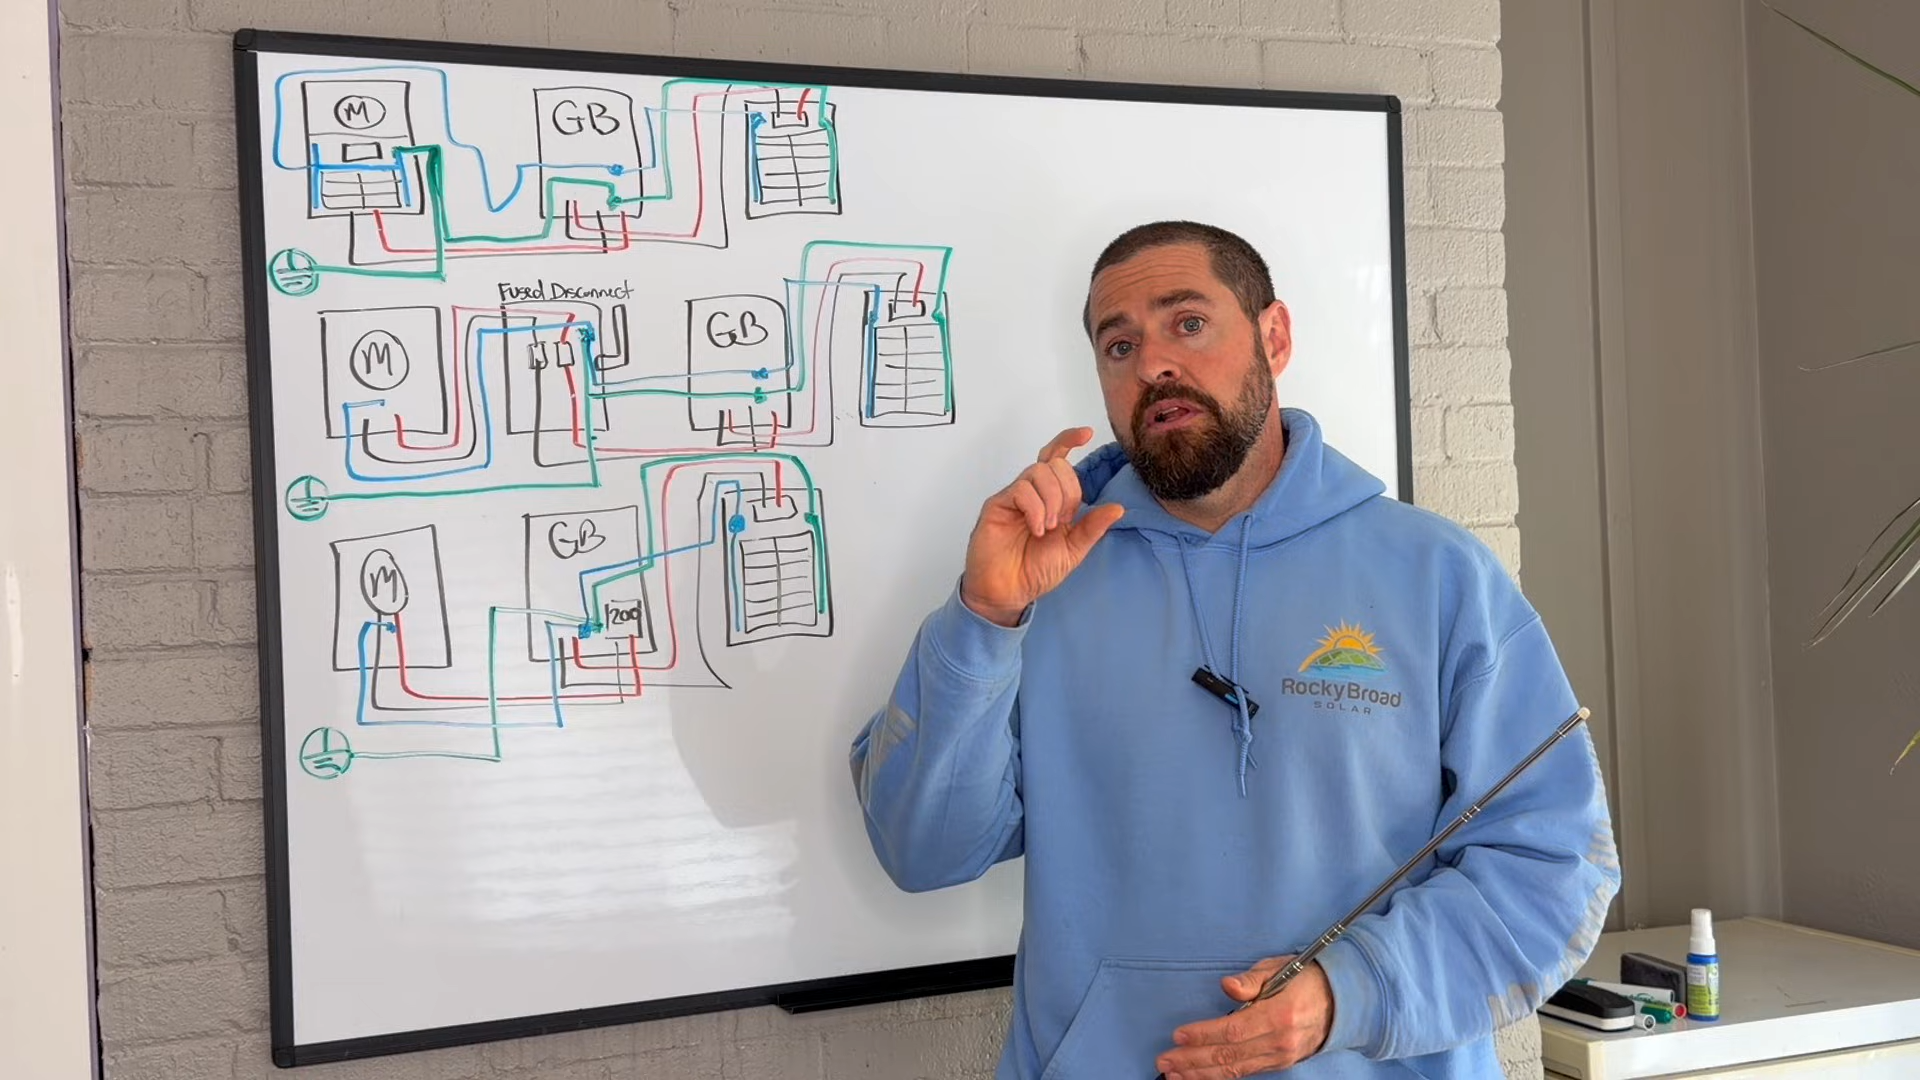 M
GB
Fused Disconnect
M
GB
M
GB
200
RockyBroad
SOLAR